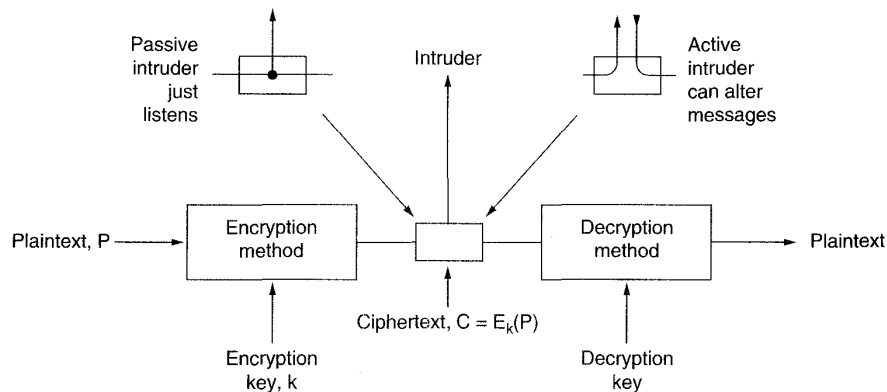 Passive
intruder
just
listens
Intruder
Active
intruder
can alter
messages
Plaintext, P
Encryption
method
Decryption
method
Plaintext
Ciphertext, C = Eₖ(P)
Encryption
key, k
Decryption
key